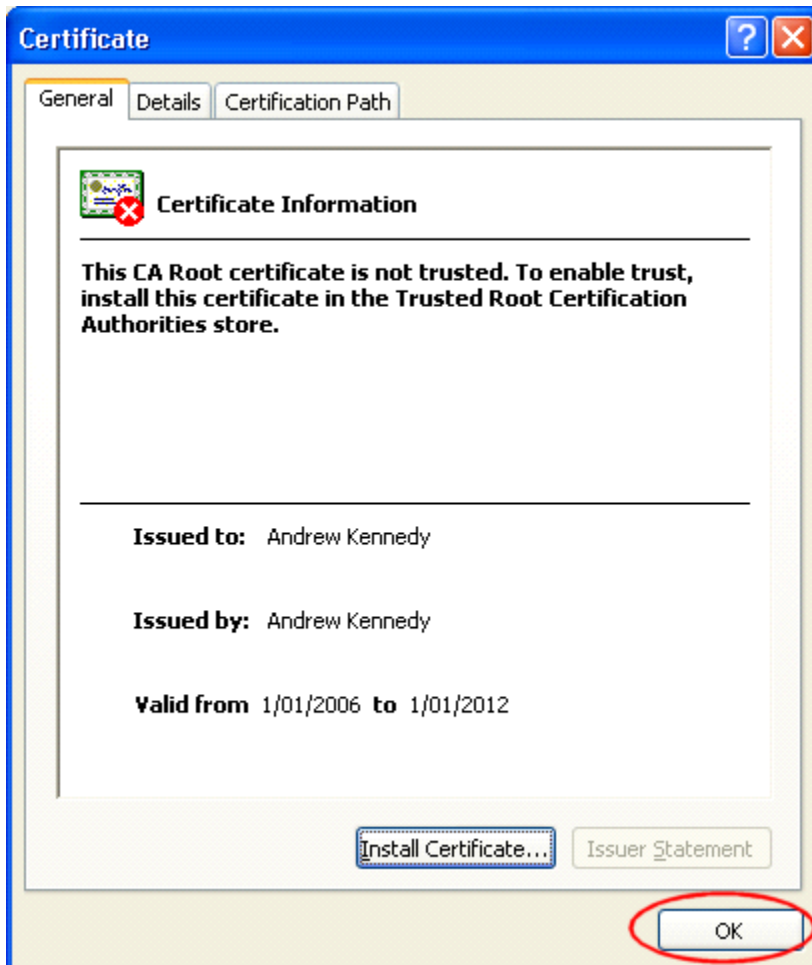 Certificate
General Details Certification Path
Certificate Information
This CA Root certificate is not trusted. To enable trust,
install this certificate in the Trusted Root Certification
Authorities store.
Issued to: Andrew Kennedy
Issued by: Andrew Kennedy
Valid from 1/01/2006 to 1/01/2012
Install Certificate... Issuer Statement
OK